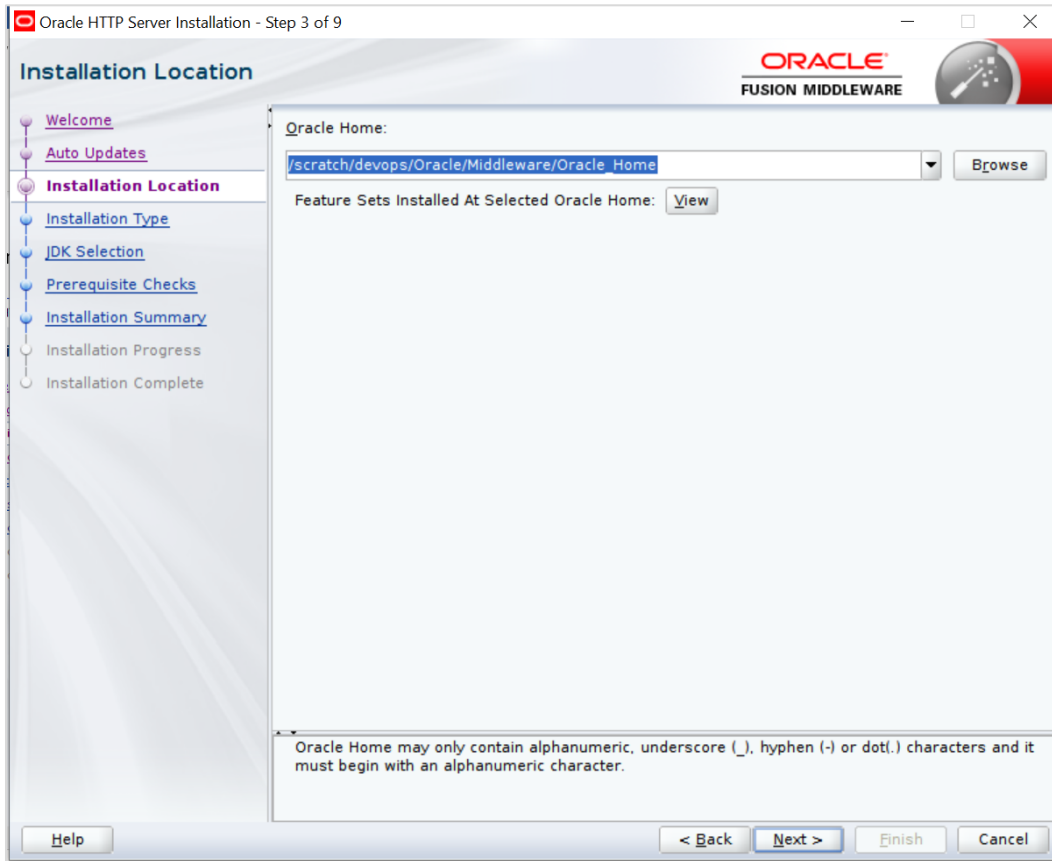 Oracle HTTP Server Installation - Step 3 of 9
Installation Location
ORACLE
FUSION MIDDLEWARE
Welcome
Auto Updates
Installation Location
Installation Type
JDK Selection
Prerequisite Checks
Installation Summary
Installation Progress
Installation Complete
Oracle Home:
/scratch/devops/Oracle/Middleware/Oracle_Home
Browse
Feature Sets Installed At Selected Oracle Home: View
Oracle Home may only contain alphanumeric, underscore (_), hyphen (-) or dot(.) characters and it
must begin with an alphanumeric character.
Help
< Back
Next >
Finish
Cancel